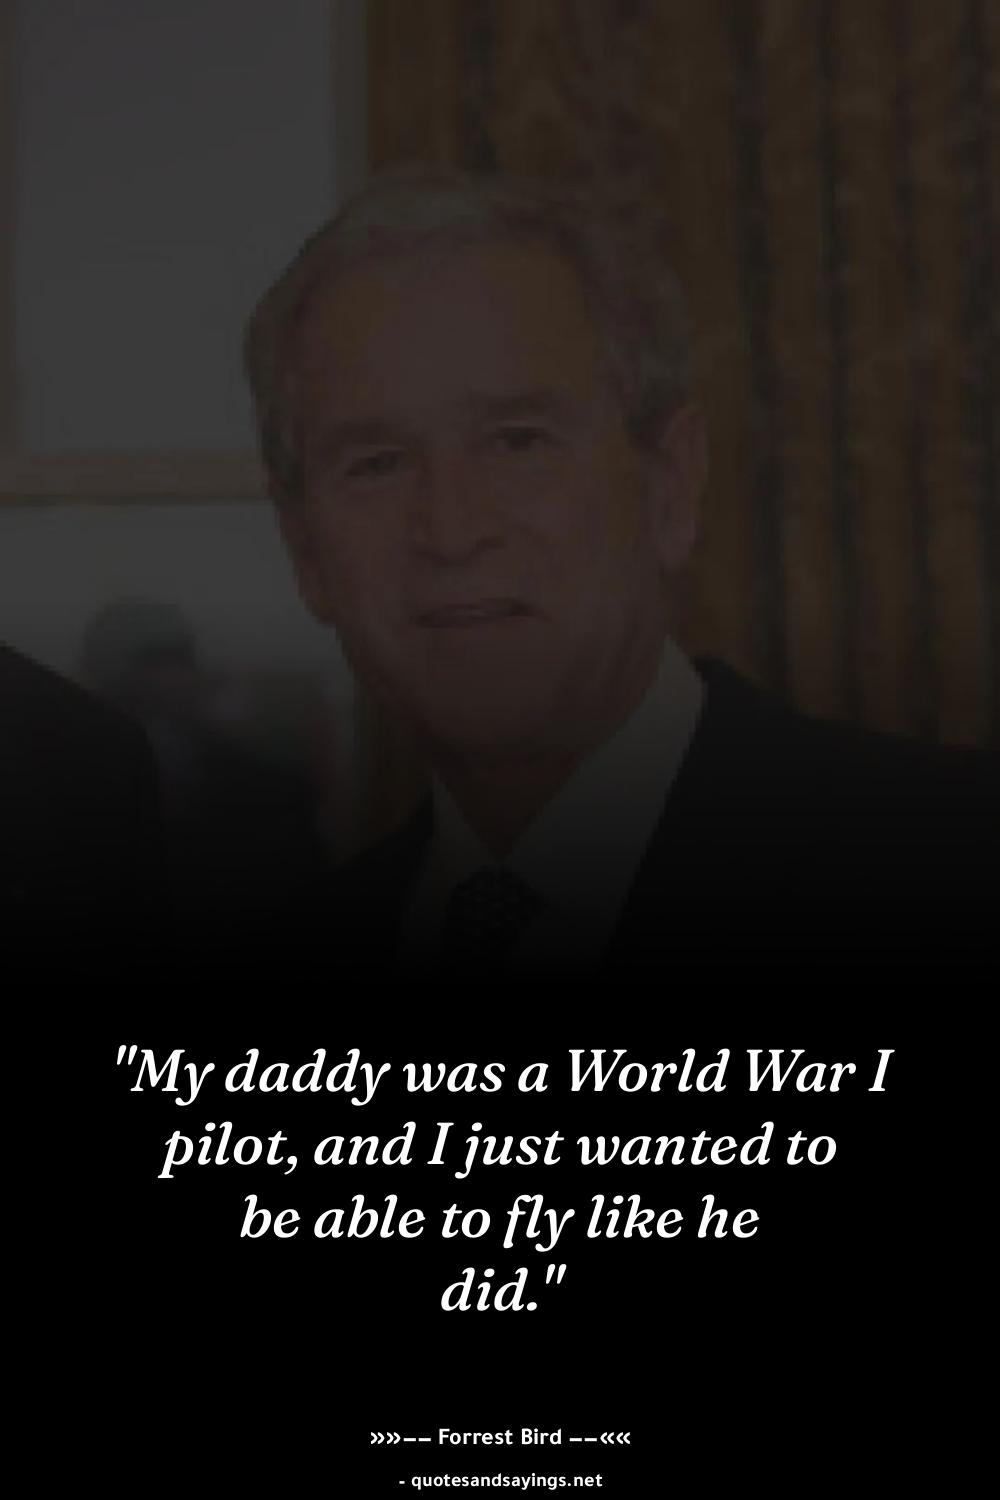 "My daddy was a World War I
pilot, and I just wanted to
be able to fly like he
did."
»»–– Forrest Bird ––««
- quotesandsayings.net